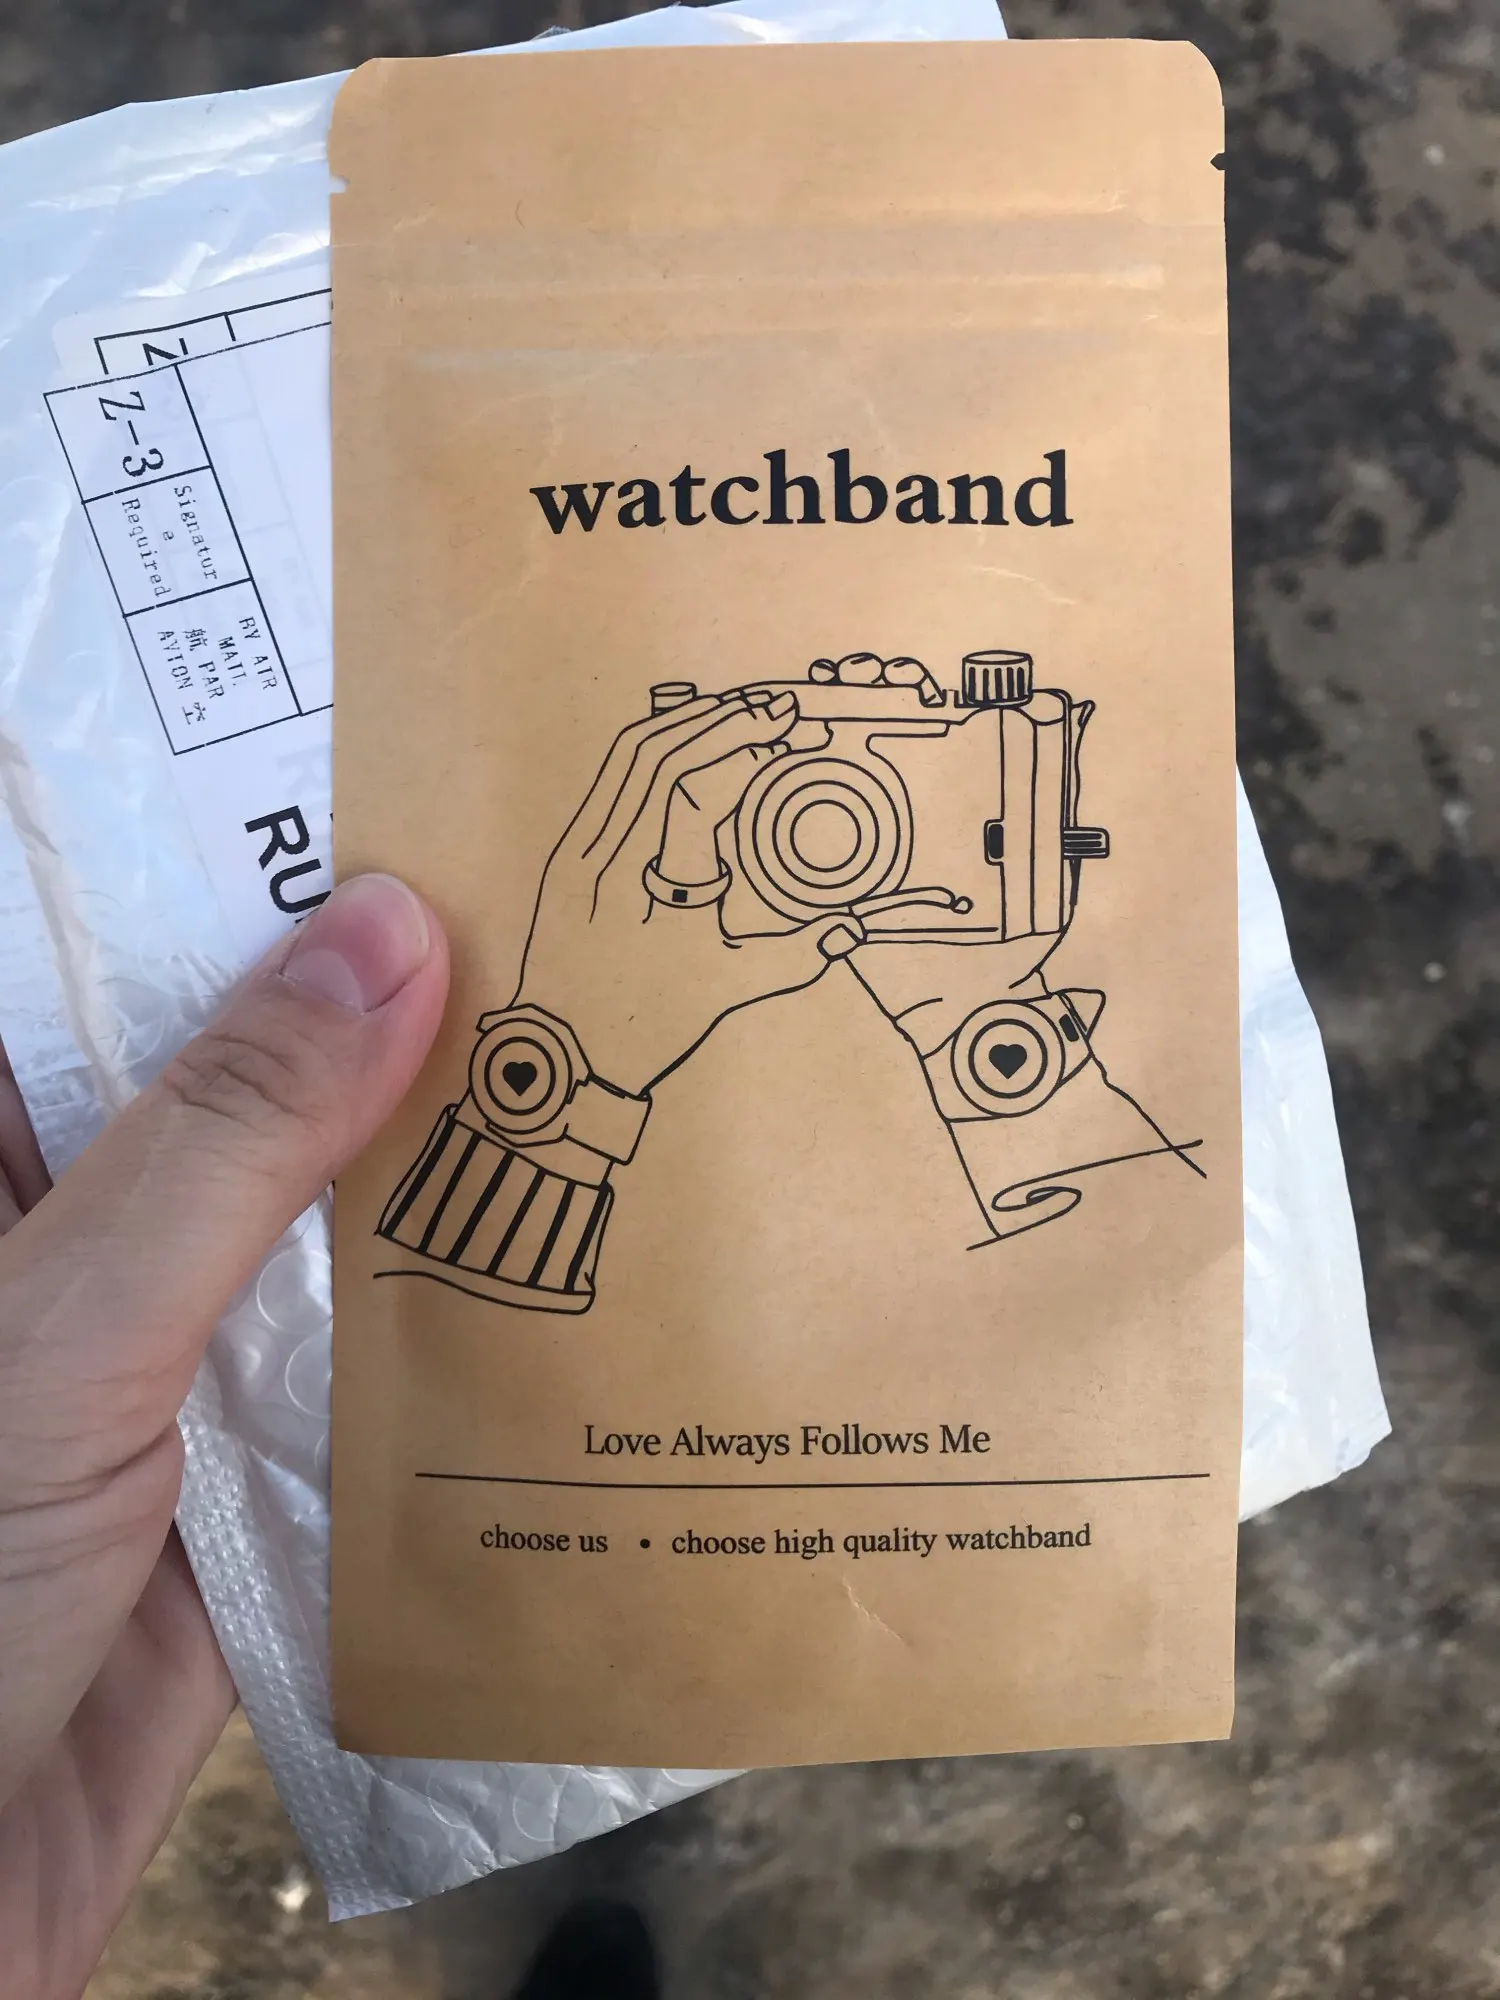 watchband
Love Always Follows Me
choose us • choose high quality watchband
Z-3
Signatur
e
Required
BY AIR
MAIL
航 PAR
AVION 空
RU